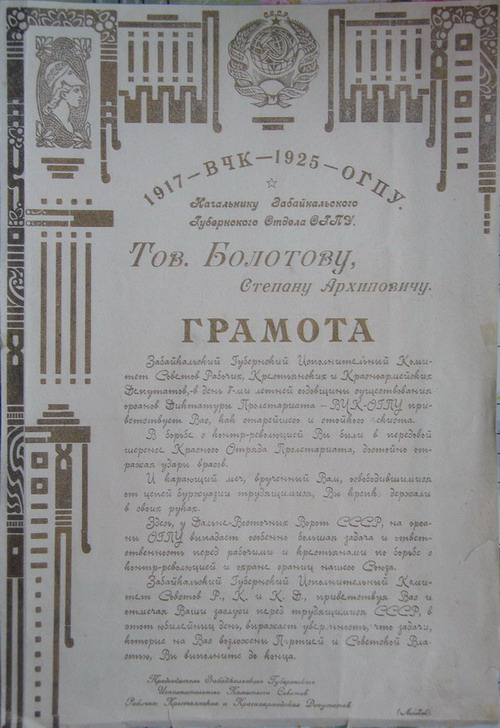 С.С.С.Р.
1917–ВЧК–1925–ОГПУ.
Начальнику Забайкальского
Губернского Отдела ОГПУ.
Тов. Болотову,
Степану Архиповичу.
ГРАМОТА
Забайкальский Губернский Исполнительный Коми-
тет Советов Рабочих, Крестьянских и Красноармейских
Депутатов, в день 7-ми летней годовщины существования
органов Диктатуры Пролетариата – ВЧК-ОГПУ при-
ветствует Вас, как старейшего и стойкого чекиста.
В борьбе с контр-революцией Вы были в передовой
шеренге Красного Отряда Пролетариата, достойно от-
ражая удары врагов.
И карающий меч, врученный Вам, освободившимися
от цепей буржуазии трудящимися, Вы крепко держали
в своих руках.
Здесь, у Дальне-Восточных Ворот СССР, на орга-
ны ОГПУ выпадает особенно большая задача и ответ-
ственность перед рабочими и крестьянами по борьбе с
контр-революцией и охране границ нашего Союза.
Забайкальский Губернский Исполнительный Коми-
тет Советов Р., К. и К. Д., приветствуя Вас и
отмечая Ваши заслуги перед трудящимися СССР, в
этот юбилейный день, выражает уверенность, что задачи,
которые на Вас возложены Партией и Советской Вла-
стью, Вы выполните до конца.
Председатель Забайкальского Губернского
Исполнительного Комитета Советов
Рабочих Крестьянских и Красноармейских Депутатов